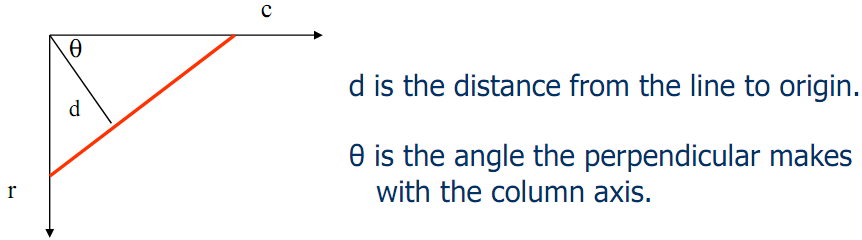 c
θ
d
r
d is the distance from the line to origin.
θ is the angle the perpendicular makes
with the column axis.